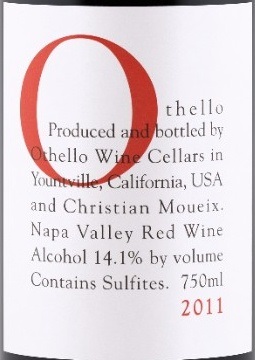 Othello
Produced and bottled by
Othello Wine Cellars in
Yountville, California, USA
and Christian Moueix.
Napa Valley Red Wine
Alcohol 14.1% by volume
Contains Sulfites. 750ml
2011